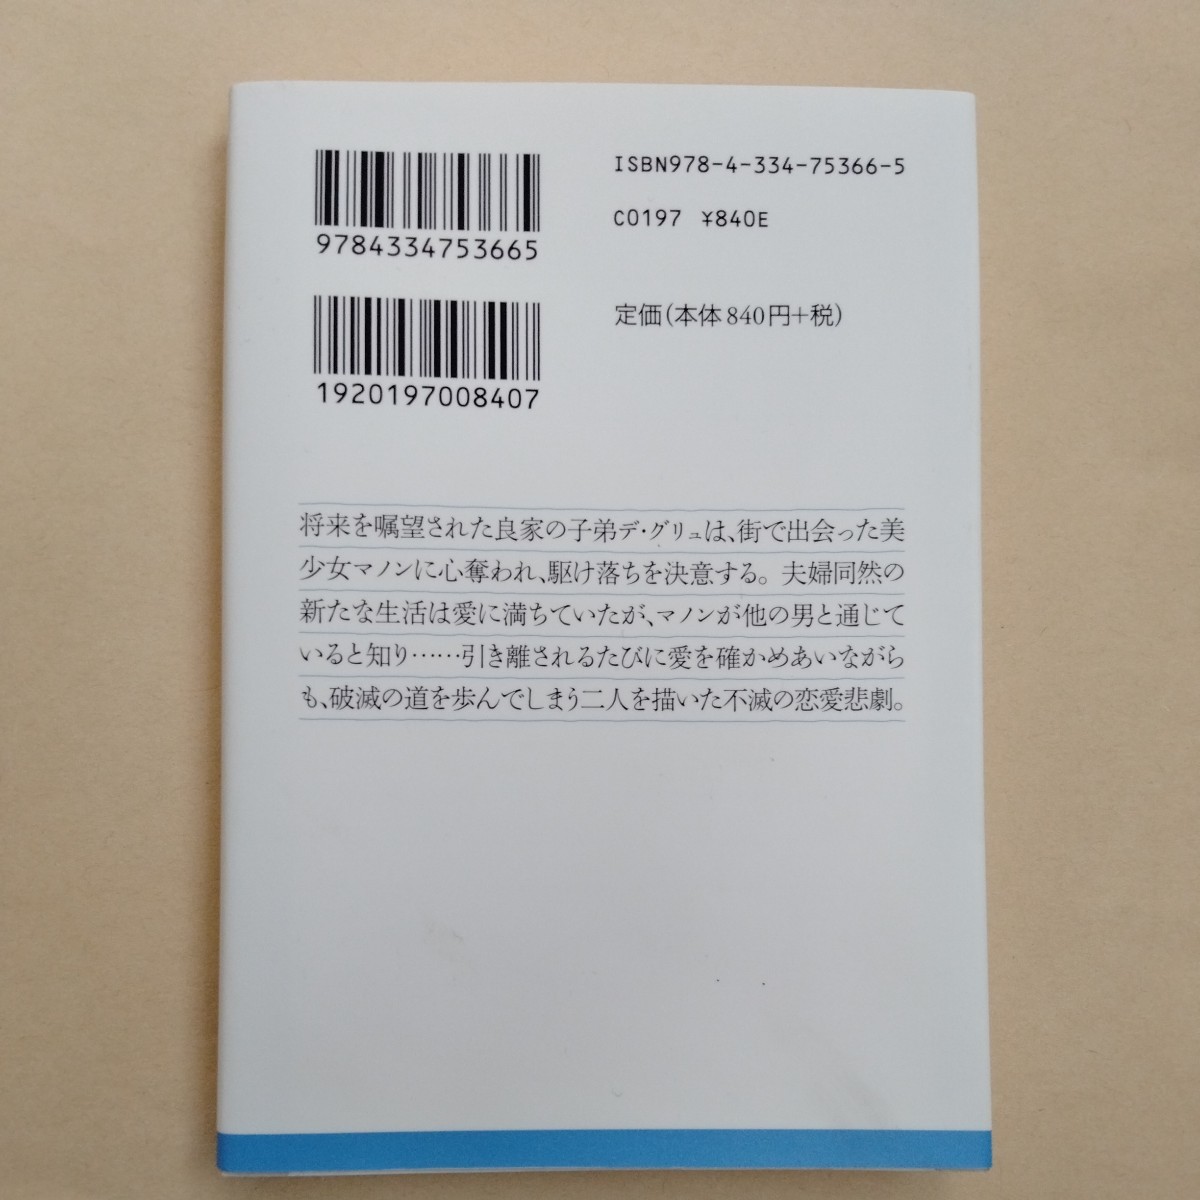 ISBN978-4-334-75366-5
C0197 ¥840E
9784334753665
定価(本体840円+税)
1920197008407
将来を嘱望された良家の子弟デ・グリュは、街で出会った美
少女マノンに心奪われ、駆け落ちを決意する。夫婦同然の
新たな生活は愛に満ちていたが、マノンが他の男と通じて
いると知り……引き離されるたびに愛を確かめあいながら
も、破滅の道を歩んでしまう二人を描いた不滅の恋愛悲劇。